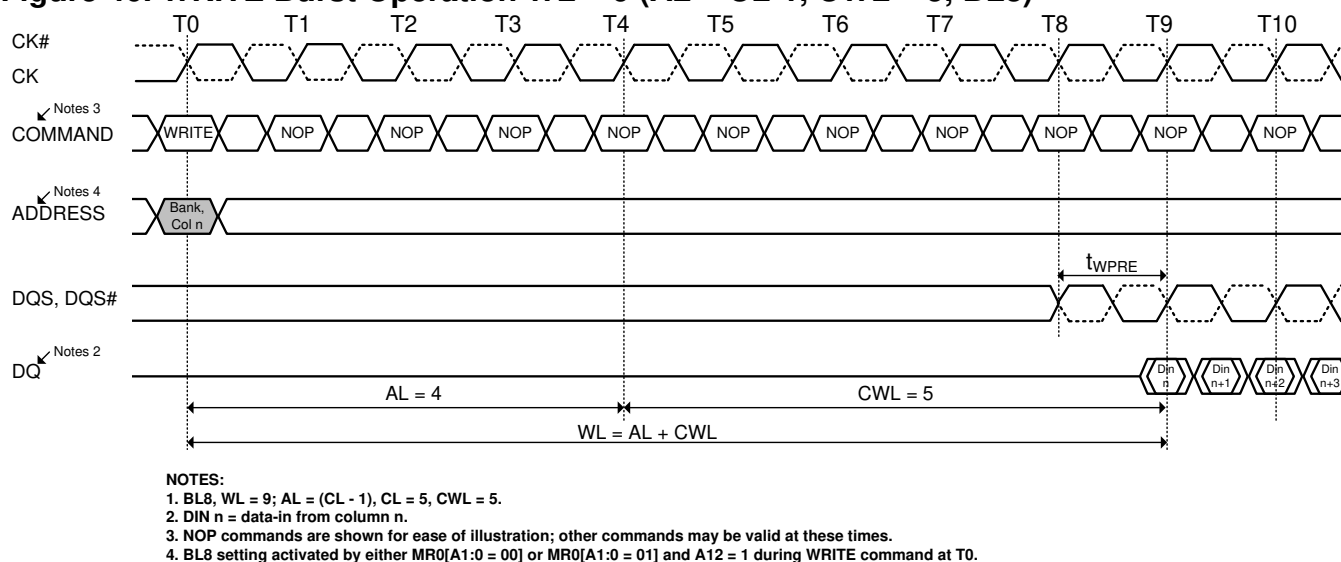 T0 T1 T2 T3 T4 T5 T6 T7 T8 T9 T10
CK#
CK
Notes 3
COMMAND
WRITE NOP NOP NOP NOP NOP NOP NOP NOP NOP NOP
Notes 4
ADDRESS
Bank,
Col n
tWPRE
DQS, DQS#
Notes 2
DQ
Din
n
Din
n+1
Din
n+2
Din
n+3
AL = 4 CWL = 5
WL = AL + CWL
NOTES:
1. BL8, WL = 9; AL = (CL - 1), CL = 5, CWL = 5.
2. DIN n = data-in from column n.
3. NOP commands are shown for ease of illustration; other commands may be valid at these times.
4. BL8 setting activated by either MR0[A1:0 = 00] or MR0[A1:0 = 01] and A12 = 1 during WRITE command at T0.